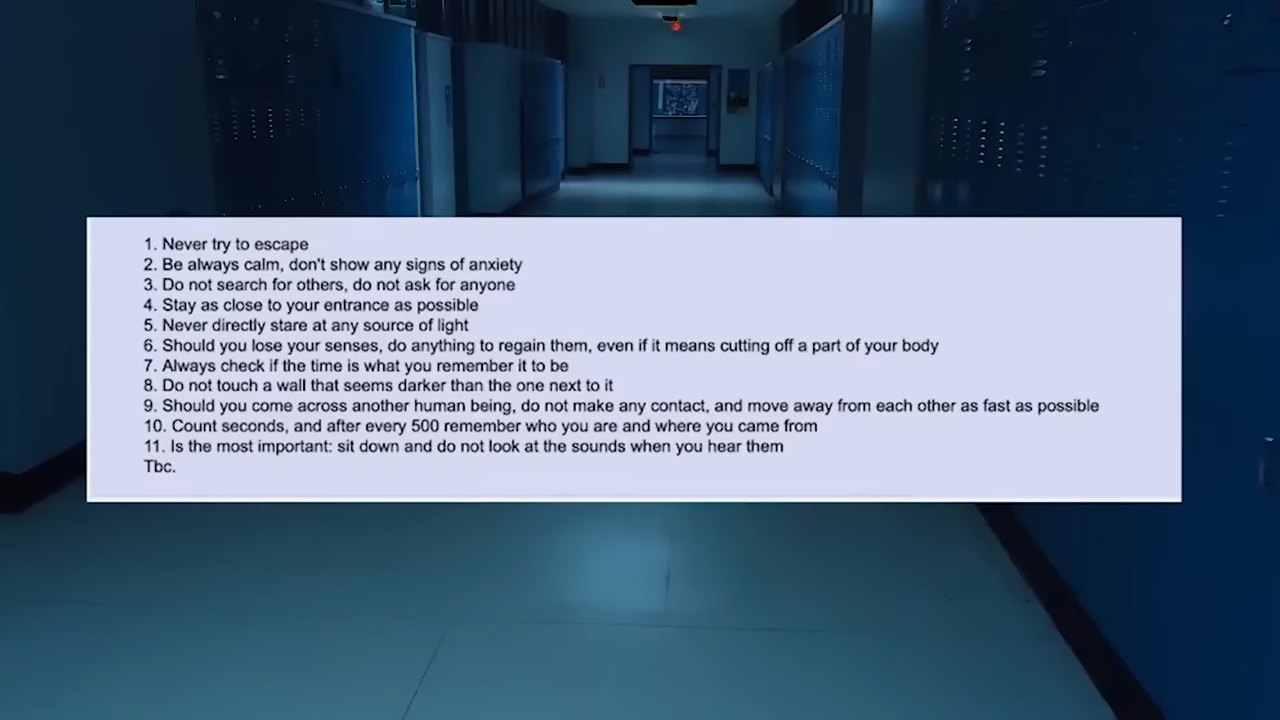 1. Never try to escape
2. Be always calm, don't show any signs of anxiety
3. Do not search for others, do not ask for anyone
4. Stay as close to your entrance as possible
5. Never directly stare at any source of light
6. Should you lose your senses, do anything to regain them, even if it means cutting off a part of your body
7. Always check if the time is what you remember it to be
8. Do not touch a wall that seems darker than the one next to it
9. Should you come across another human being, do not make any contact, and move away from each other as fast as possible
10. Count seconds, and after every 500 remember who you are and where you came from
11. Is the most important: sit down and do not look at the sounds when you hear them
Tbc.